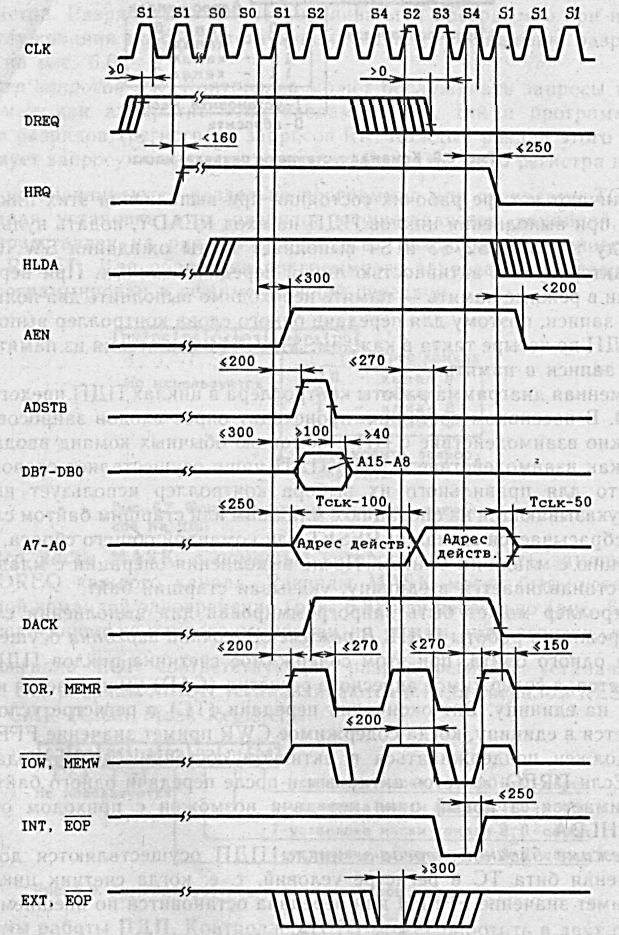 S1 S1 S0 S0 S1 S2 S4 S2 S3 S4 S1 S1 S1
CLK
>0 >0
DREQ
<160 ≤250
HRQ
HLDA
≤300 ≤200
AEN
≤200 ≤270
ADSTB
≤300 >100 ≥40
DB7-DB0 A15-A8
≤250 TCLK-100 TCLK-50
A7-A0 Адрес действ. Адрес
действ.
DACK
≤200 ≤270 ≤270 ≤150
IOR, MEMR
≤200
IOW, MEMW
≤250
INT, EOP
≥300
EXT, EOP